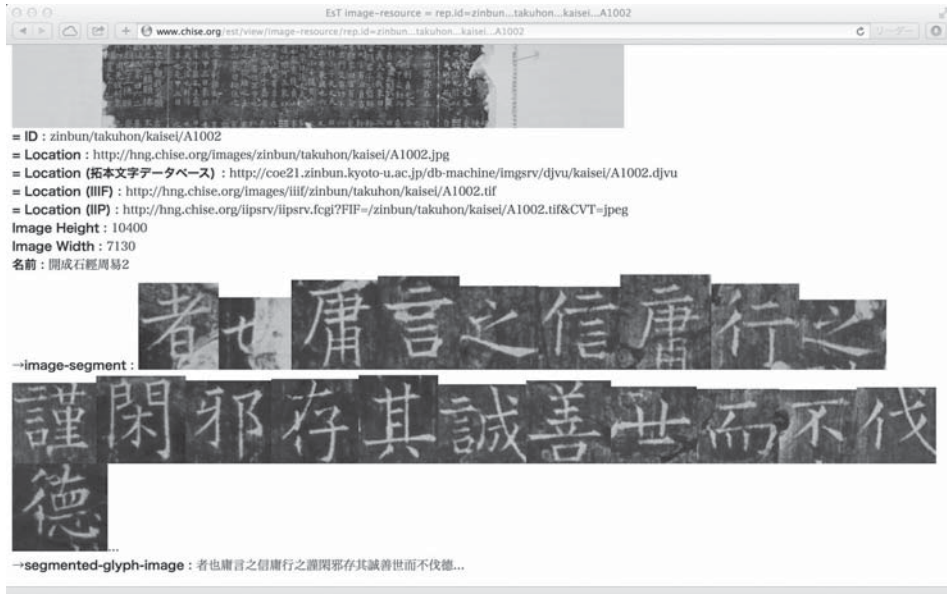 EsT image-resource = rep.id=zinbun...takuhon...kaisei...A1002
www.chise.org/est/view/image-resource/rep.id=zinbun...takuhon...kaisei...A1002
リーダー
= ID : zinbun/takuhon/kaisei/A1002
= Location : http://hng.chise.org/images/zinbun/takuhon/kaisei/A1002.jpg
= Location (拓本文字データベース) : http://coe21.zinbun.kyoto-u.ac.jp/db-machine/imgsrv/djvu/kaisei/A1002.djvu
= Location (IIIF) : http://hng.chise.org/images/iiif/zinbun/takuhon/kaisei/A1002.tif
= Location (IIP) : http://hng.chise.org/iipsrv/iipsrv.fcgi?FIF=/zinbun/takuhon/kaisei/A1002.tif&CVT=jpeg
Image Height : 10400
Image Width : 7130
名前 : 開成石經周易2
→image-segment : 者也庸言之信庸行之
謹閑邪存其誠善世而不伐
德...
→segmented-glyph-image : 者也庸言之信庸行之謹閑邪存其誠善世而不伐德...